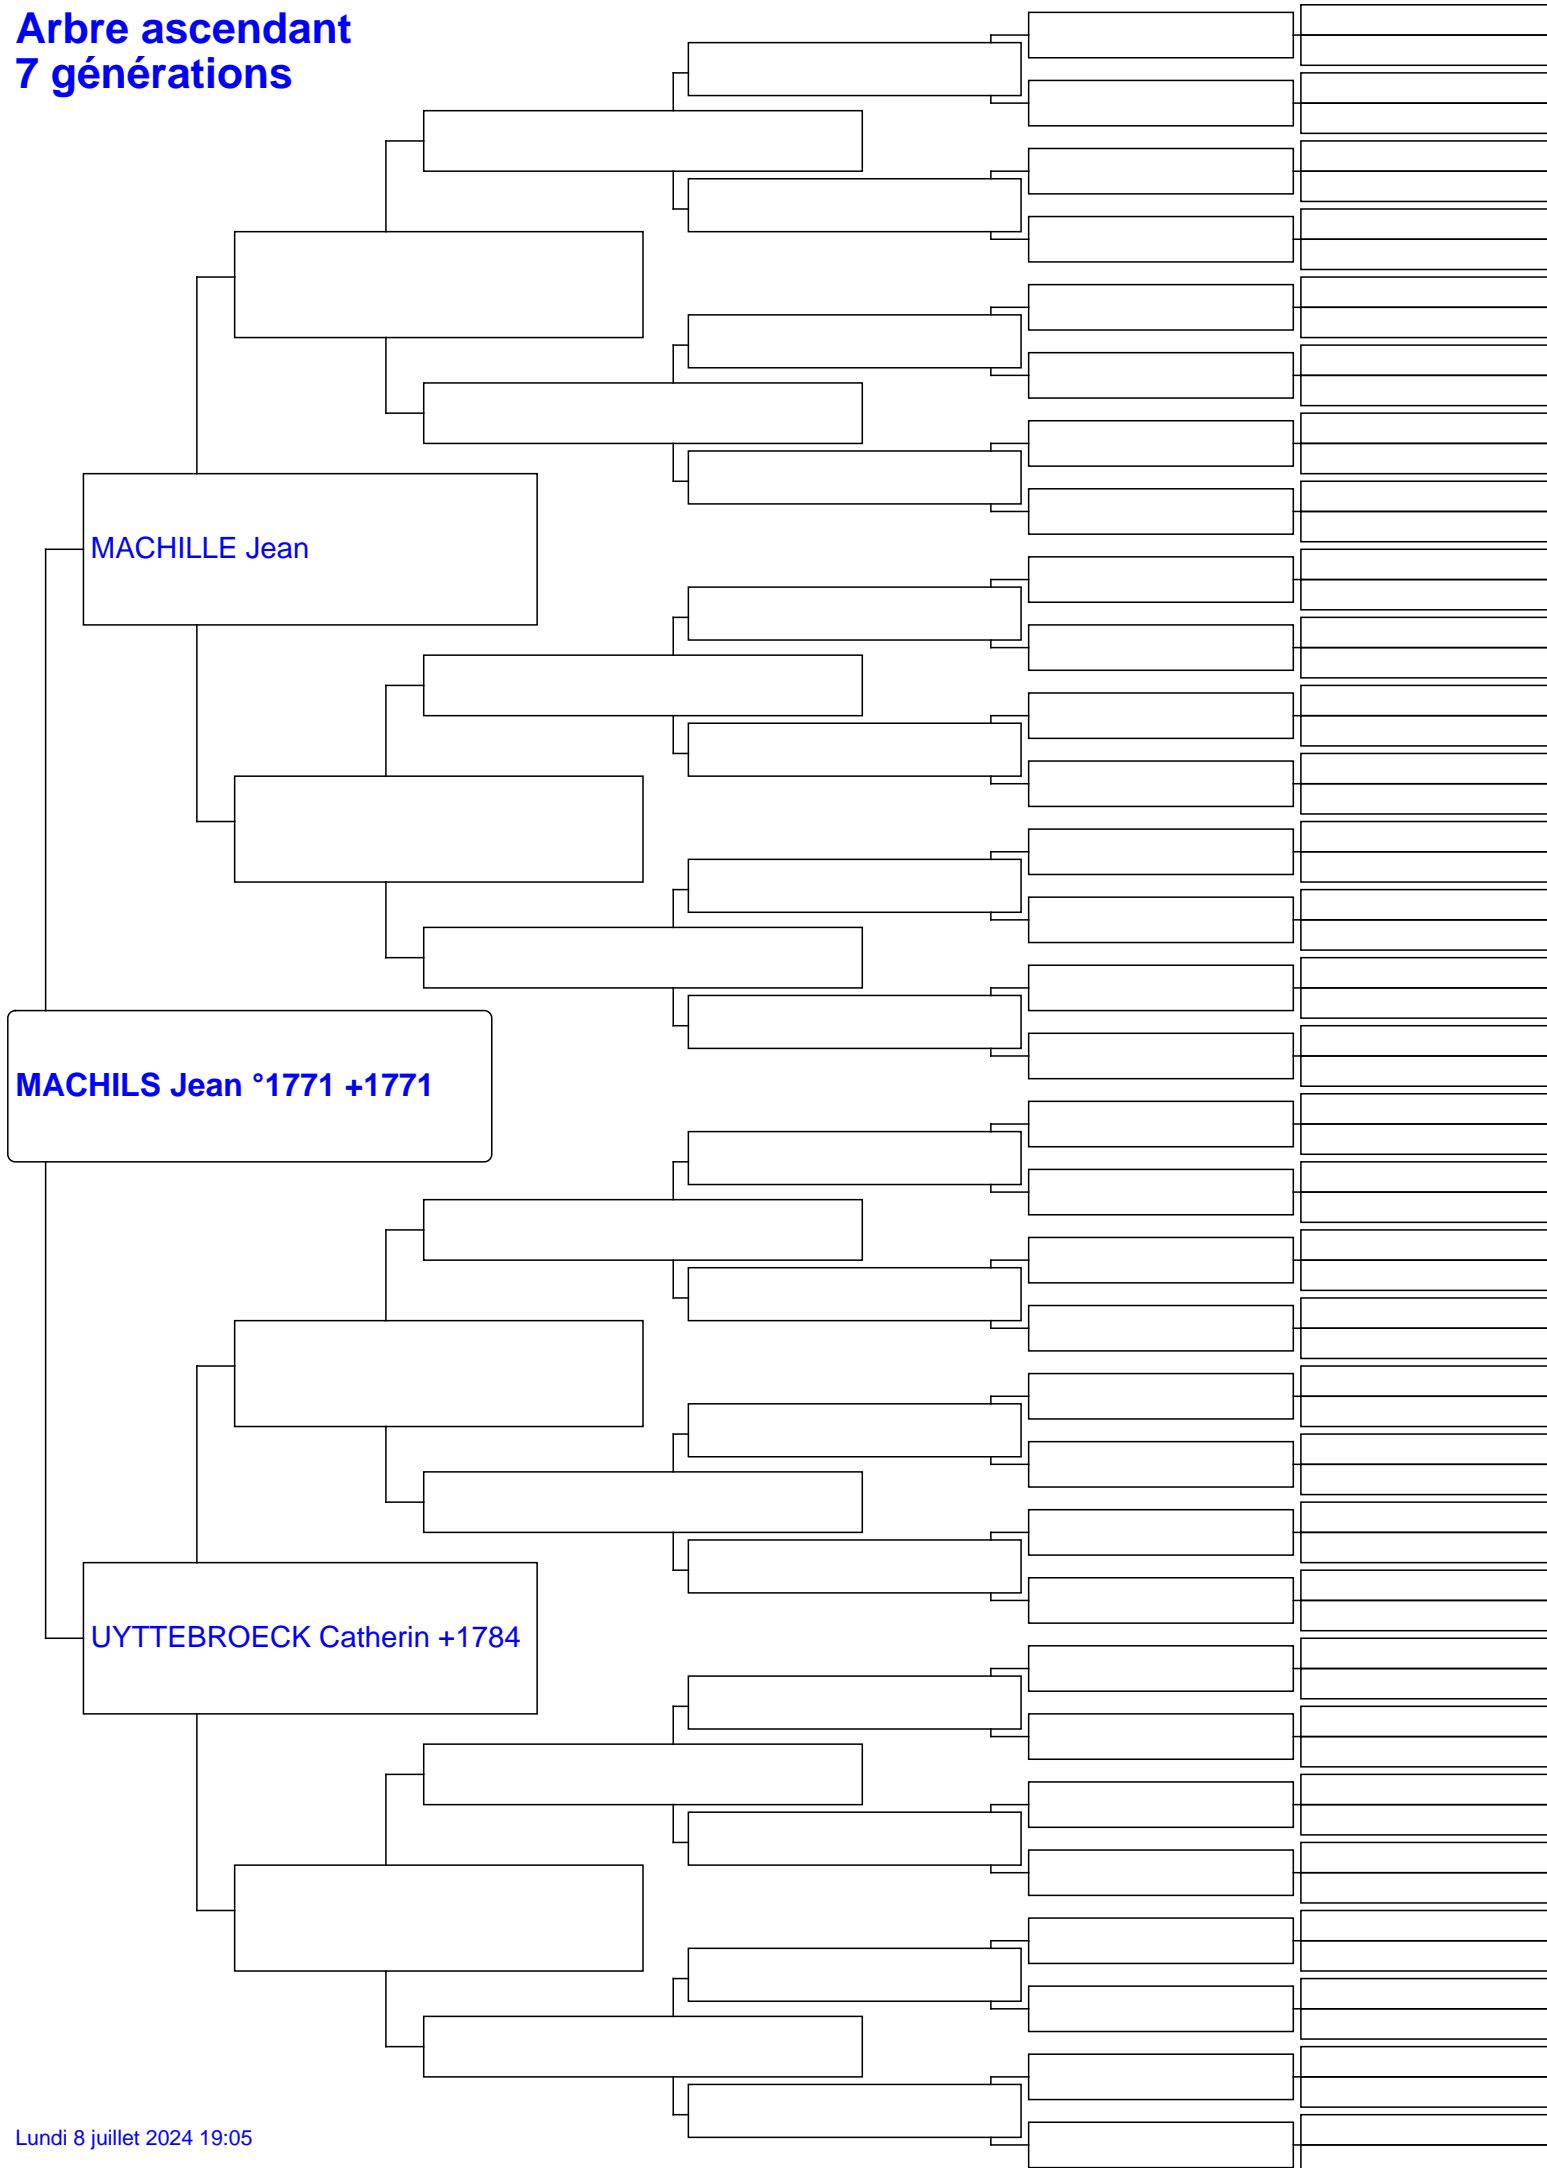 Arbre ascendant
7 générations
MACHILLE Jean
MACHILS Jean °1771 +1771
UYTTEBROECK Catherin +1784
Lundi 8 juillet 2024 19:05